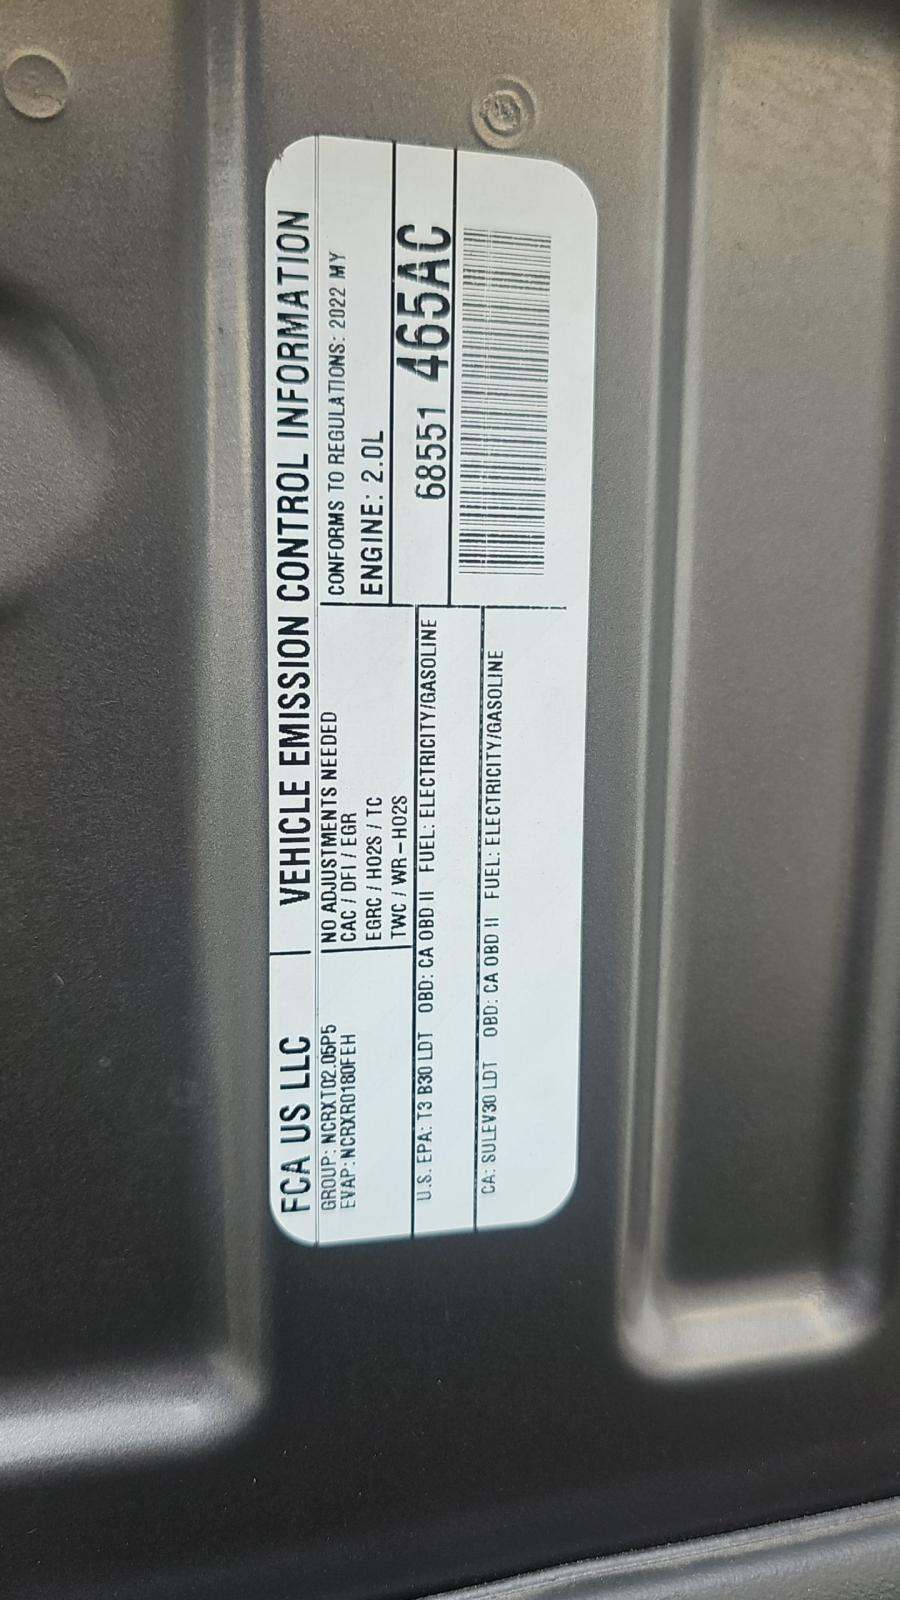 FCA US LLC
VEHICLE EMISSION CONTROL INFORMATION
GROUP: NCRXT02.05P5
EVAP: NCRXR0180FEH
NO ADJUSTMENTS NEEDED
CAC / DFI / EGR
EGRC / HO2S / TC
TWC / WR-HO2S
CONFORMS TO REGULATIONS: 2022 MY
ENGINE: 2.0L
68551 465AC
U.S. EPA: T3 B30 LDT OBD: CA OBD II FUEL: ELECTRICITY/GASOLINE
CA: SULEV30 LDT OBD: CA OBD II FUEL: ELECTRICITY/GASOLINE